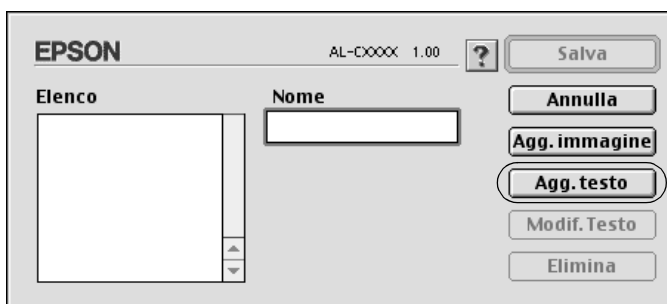 EPSON AL-CXXXX 1.00 ? Salva
Elenco Nome Annulla
Agg. immagine
Agg. testo
Modif. Testo
Elimina